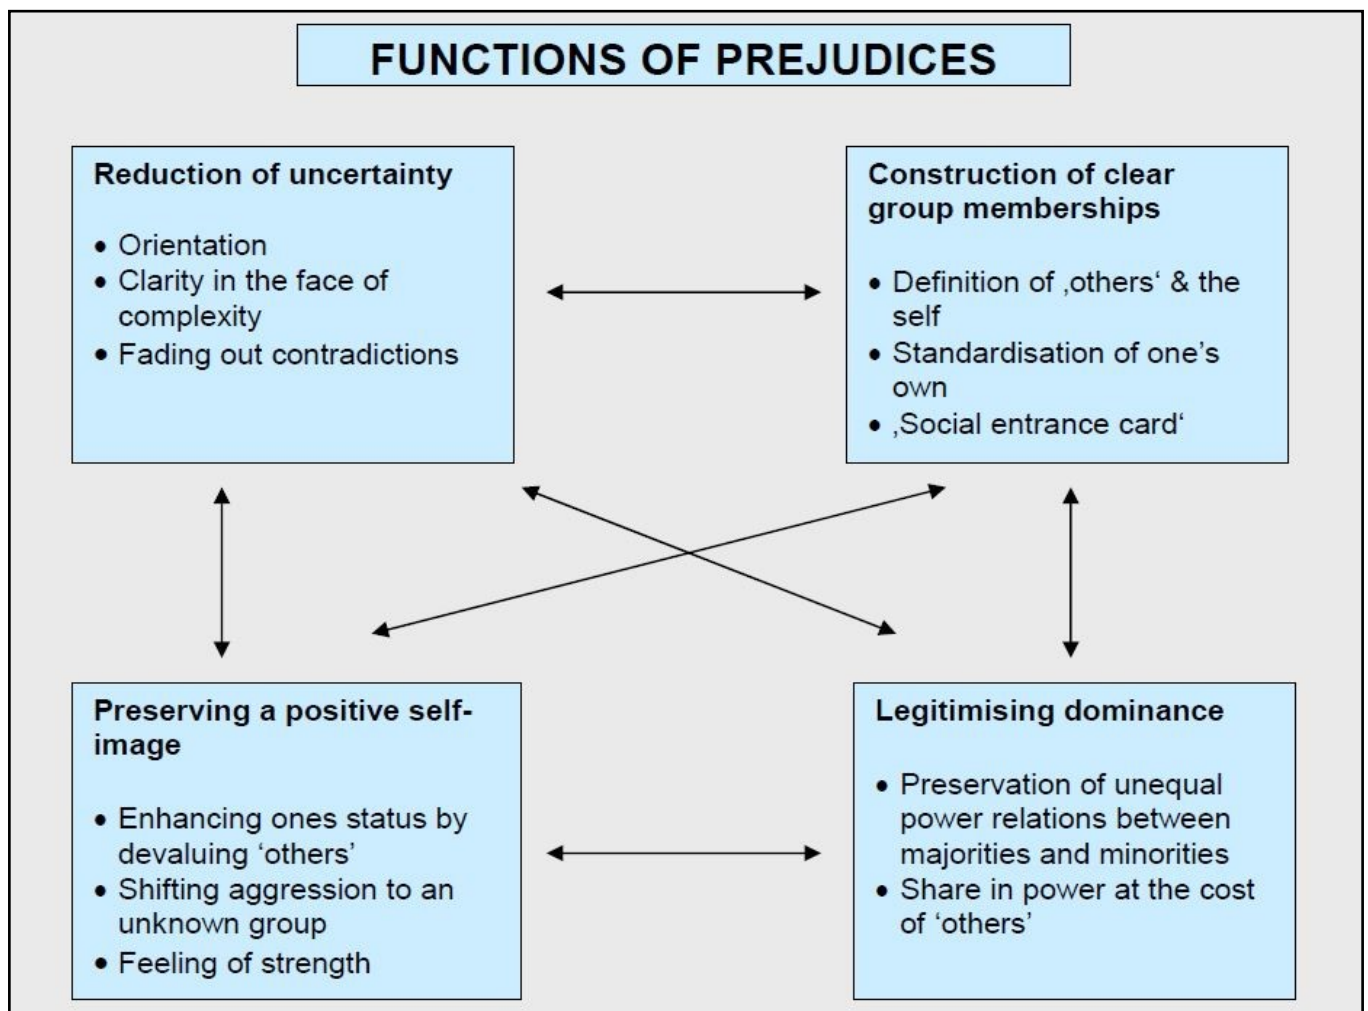 FUNCTIONS OF PREJUDICES
Reduction of uncertainty
• Orientation
• Clarity in the face of
complexity
• Fading out contradictions
Construction of clear
group memberships
• Definition of ‚others‘ & the
self
• Standardisation of one’s
own
• ‚Social entrance card‘
Preserving a positive self-
image
• Enhancing ones status by
devaluing ‘others’
• Shifting aggression to an
unknown group
• Feeling of strength
Legitimising dominance
• Preservation of unequal
power relations between
majorities and minorities
• Share in power at the cost
of ‘others’